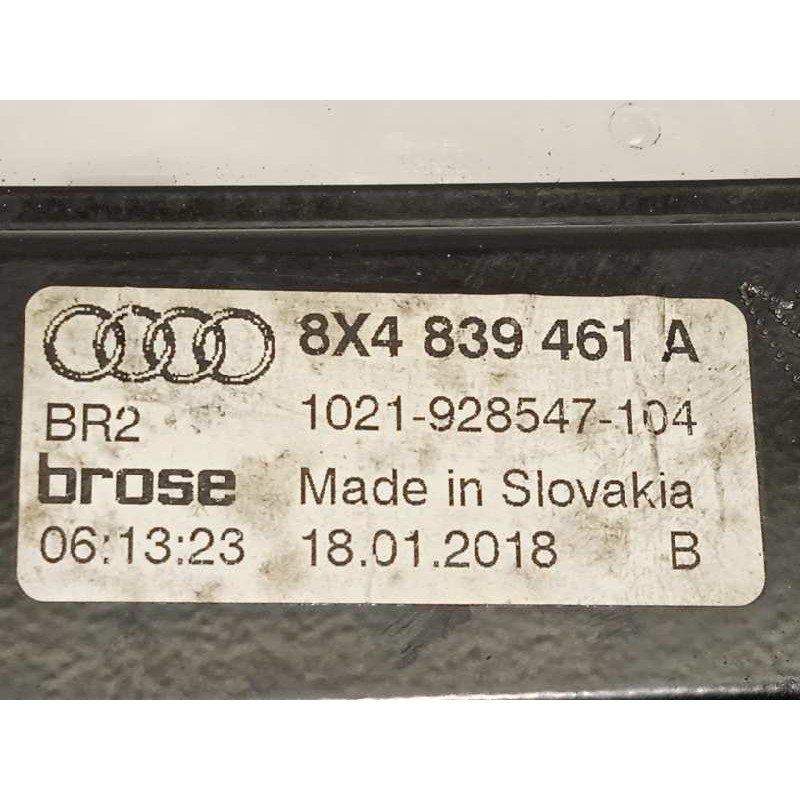 8X4 839 461 A
BR2 1021-928547-104
brose Made in Slovakia
06:13:23 18.01.2018 B